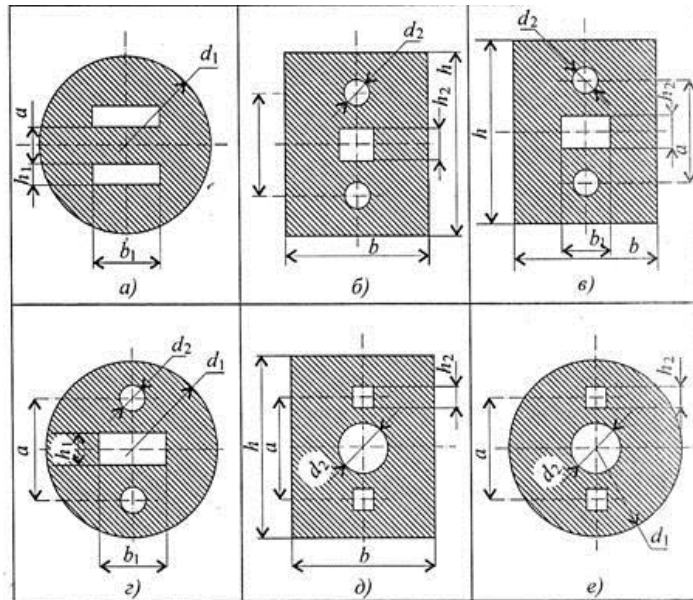 d₁
a
h₁
b₁
а)
d₂
h
h₂
b
б)
d₂
h
h₂
a
b₁
b
в)
d₂
d₁
a
h₁
b₁
г)
h₂
h
a
d₂
b
д)
h₂
a
d₂
d₁
е)